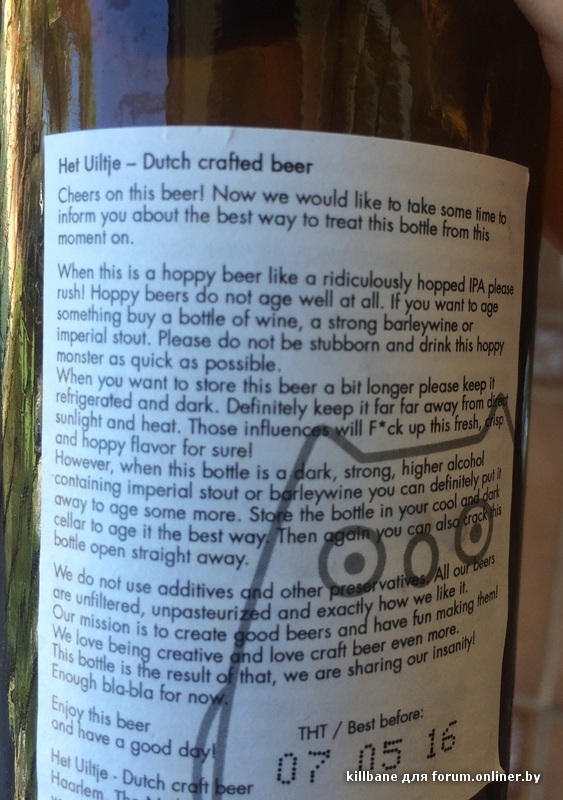 Het Uiltje – Dutch crafted beer
Cheers on this beer! Now we would like to take some time to
inform you about the best way to treat this bottle from this
moment on.
When this is a hoppy beer like a ridiculously hopped IPA please
rush! Hoppy beers do not age well at all. If you want to age
something buy a bottle of wine, a strong barleywine or
imperial stout. Please do not be stubborn and drink this hoppy
monster as quick as possible.
When you want to store this beer a bit longer please keep it
refrigerated and dark. Definitely keep it far far away from direct
sunlight and heat. Those influences will F*ck up this fresh, crisp
and hoppy flavor for sure!
However, when this bottle is a dark, strong, higher alcohol
containing imperial stout or barleywine you can definitely put it
away to age some more. Store the bottle in your cool and dark
cellar to age it the best way. Then again you can also crack this
bottle open straight away.
We do not use additives and other preservatives. All our beers
are unfiltered, unpasteurized and exactly how we like it.
Our mission is to create good beers and have fun making them!
We love being creative and love craft beer even more.
This bottle is the result of that, we are sharing our insanity!
Enough bla-bla for now.
Enjoy this beer
and have a good day!
THT / Best before:
07 05 16
Het Uiltje - Dutch craft beer
Haarlem, The
killbane для forum.onliner.by